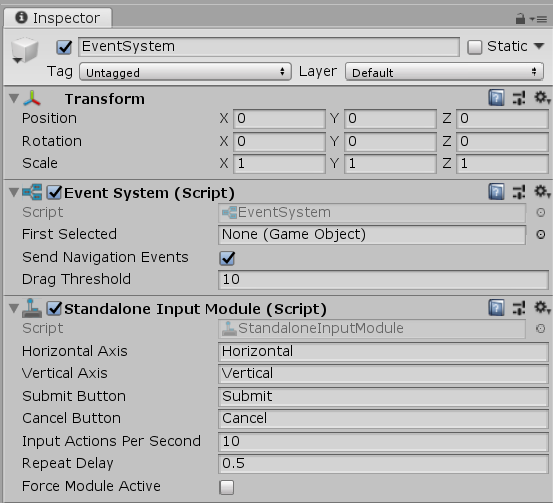 Inspector
EventSystem Static
Tag Untagged Layer Default
Transform
Position X 0 Y 0 Z 0
Rotation X 0 Y 0 Z 0
Scale X 1 Y 1 Z 1
Event System (Script)
Script EventSystem
First Selected None (Game Object)
Send Navigation Events
Drag Threshold 10
Standalone Input Module (Script)
Script StandaloneInputModule
Horizontal Axis Horizontal
Vertical Axis Vertical
Submit Button Submit
Cancel Button Cancel
Input Actions Per Second 10
Repeat Delay 0.5
Force Module Active